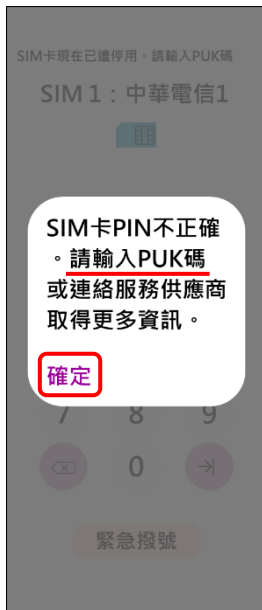 SIM卡現在已遭停用。請輸入PUK碼
SIM 1：中華電信1
SIM卡PIN不正確
。請輸入PUK碼
或連絡服務供應商
取得更多資訊。
確定
7 8 9
0
緊急撥號